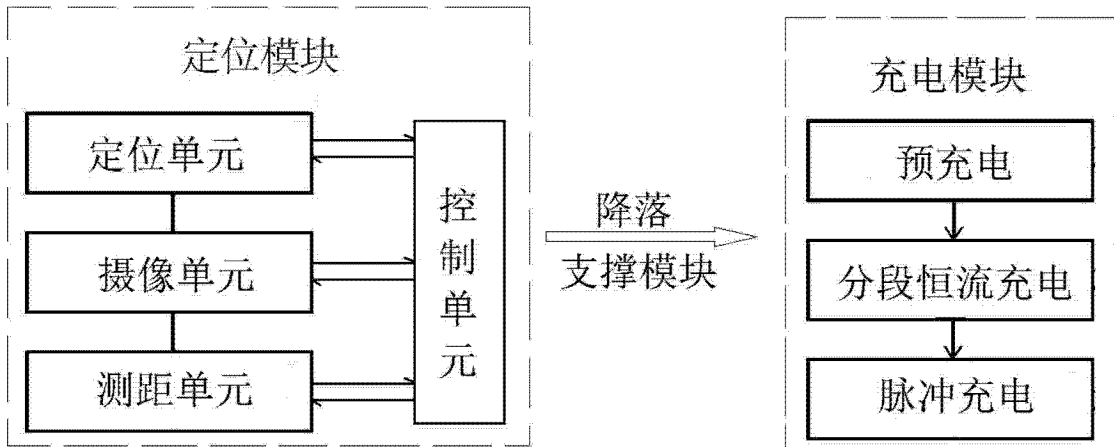 定位模块
定位单元
摄像单元
测距单元
控制单元
降落
支撑模块
充电模块
预充电
分段恒流充电
脉冲充电